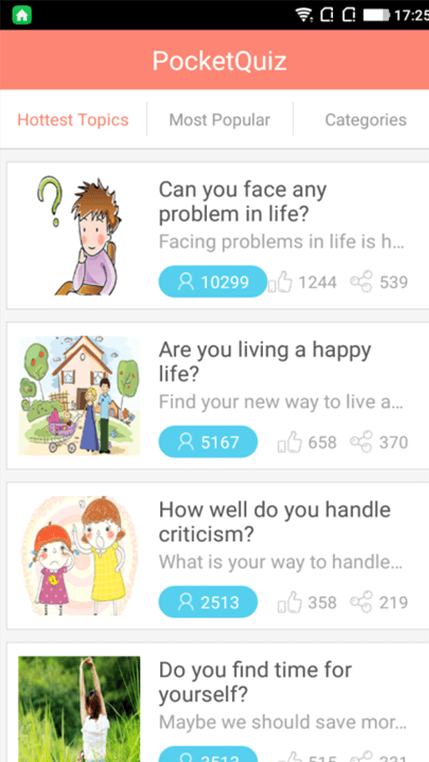 17:25
PocketQuiz
Hottest Topics
Most Popular
Categories
Can you face any
problem in life?
Facing problems in life is h...
10299 1244 539
Are you living a happy
life?
Find your new way to live a...
5167 658 370
How well do you handle
criticism?
What is your way to handle...
2513 358 219
Do you find time for
yourself?
Maybe we should save mor...
3513 515 331